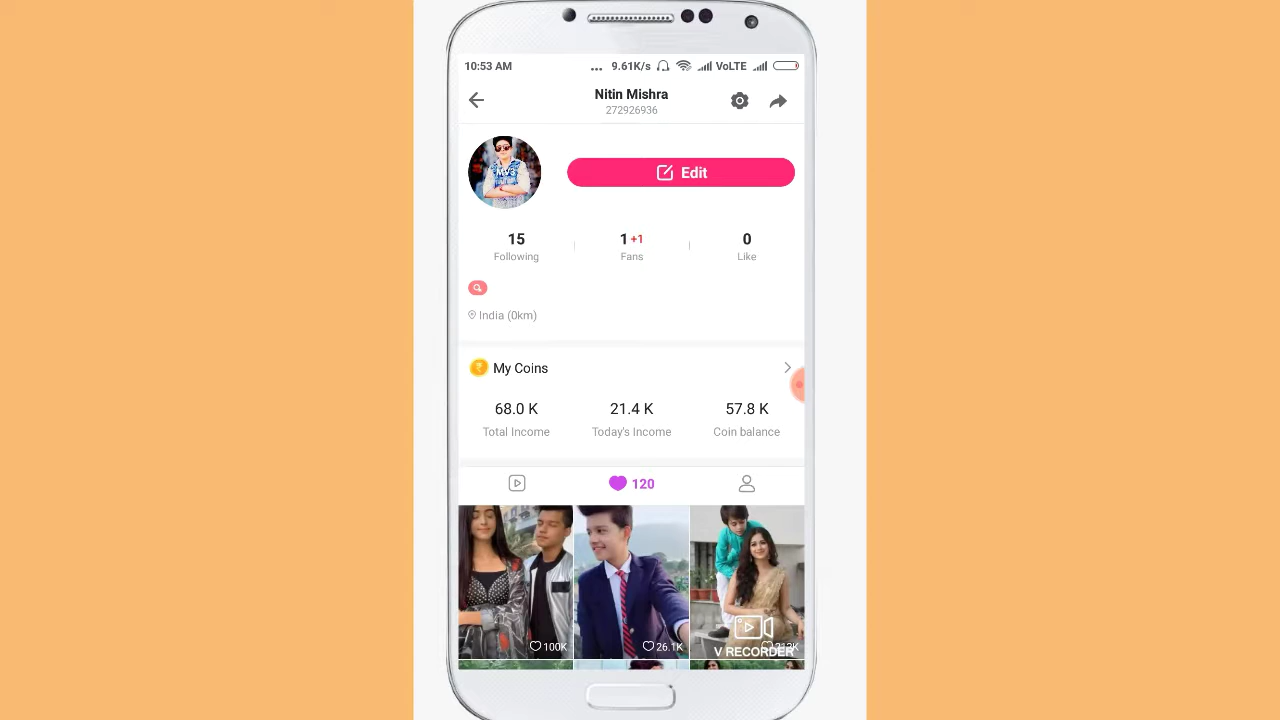 10:53 AM ... 9.61K/s VoLTE
Nitin Mishra
272926936
MV3
Edit
15 1 +1 0
Following Fans Like
India (0km)
₹ My Coins
68.0 K 21.4 K 57.8 K
Total Income Today's Income Coin balance
120
100K 26.1K
V RECORDER